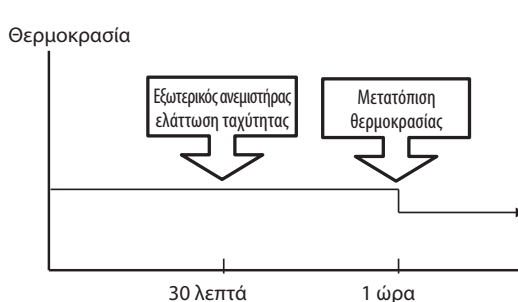 Θερμοκρασία
Εξωτερικός ανεμιστήρας
ελάττωση ταχύτητας
Μετατόπιση
θερμοκρασίας
30 λεπτά
1 ώρα